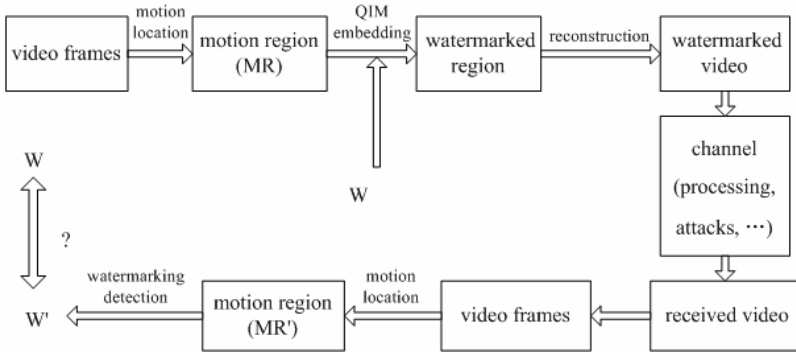 motion
location
QIM
embedding
reconstruction
video frames
motion region
(MR)
watermarked
region
watermarked
video
channel
(processing,
attacks, ⋯)
W
W
?
watermarking
detection
motion
location
W'
motion region
(MR')
video frames
received video